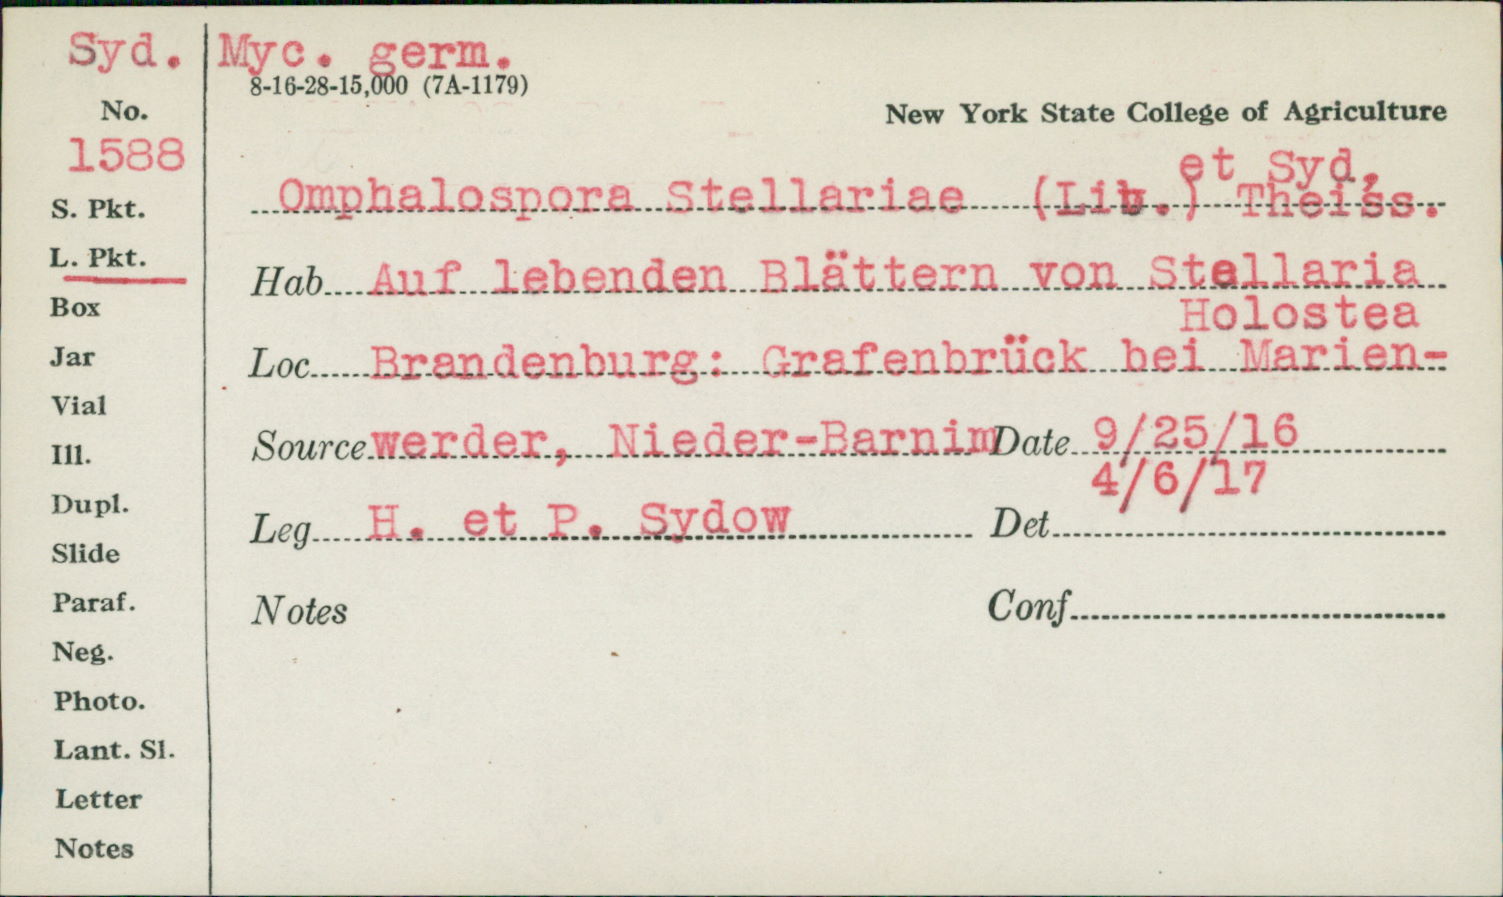 Syd. Myc. germ.
8-16-28-15,000 (7A-1179)
No.
New York State College of Agriculture
1588
et Syd.
S. Pkt.
Omphalospora Stellariae (Lib.) Theiss.
L. Pkt.
Hab Auf lebenden Blättern von Stellaria
Box
Holostea
Jar
Loc Brandenburg: Grafenbrück bei Marien-
Vial
Ill.
Source werder, Nieder-Barnim Date 9/25/16
4/6/17
Dupl.
Leg H. et P. Sydow Det
Slide
Paraf.
Notes Conf
Neg.
Photo.
Lant. Sl.
Letter
Notes